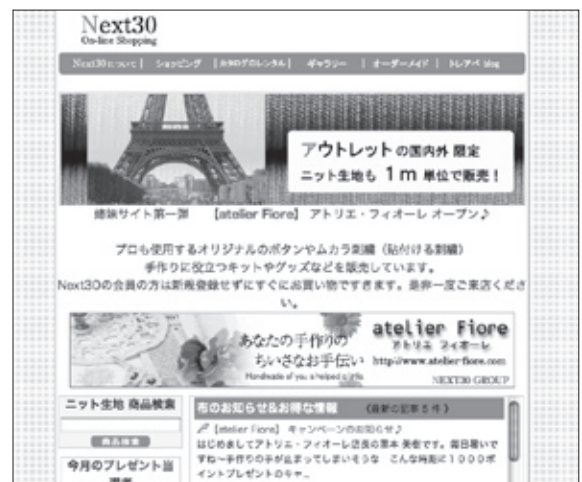 Next30
On-line Shopping
Next30について | ショッピング | カタログレンタル | ギャラリー | オーダーメイド | トレアベ blog
アウトレットの国内外 限定
ニット生地も 1m 単位で販売！
姉妹サイト第一弾 【atelier Fiore】 アトリエ・フィオーレ オープン♪
プロも使用するオリジナルのボタンやムカラ刺繍（貼付ける刺繍）
手作りに役立つキットやグッズなどを販売しています。
Next30の会員の方は新規登録せずにすぐにお買い物できます。是非一度ご来店くださ
い。
あなたの手作りの
ちいさなお手伝い
Handmade of you a helped a little
atelier Fiore
アトリエ フィオーレ
http://www.atelier-fiore.com
NEXT30 GROUP
ニット生地 商品検索
商品検索
今月のプレゼント当
布のお知らせ&お得な情報 （最新の記事5件）
【atelier Fiore】 キャンペーンのお知らせ♪
はじめましてアトリエ・フィオーレ店長の栗本 美樹です。毎日暑いで
すね〜手作りの手が止まってしまいそうな こんな時期に1000ポ
イントプレゼントのキャ…